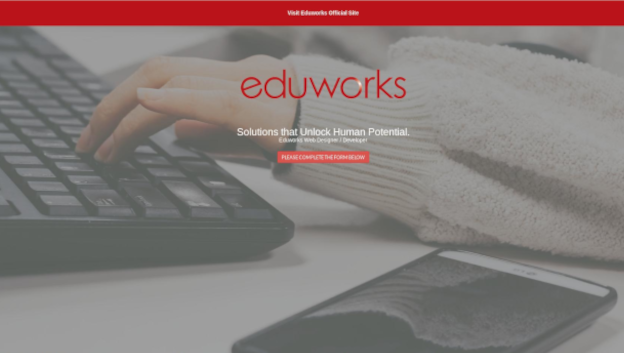 Visit Eduworks Official Site
eduworks
Solutions that Unlock Human Potential.
Eduworks Web Designer / Developer
PLEASE COMPLETE THE FORM BELOW